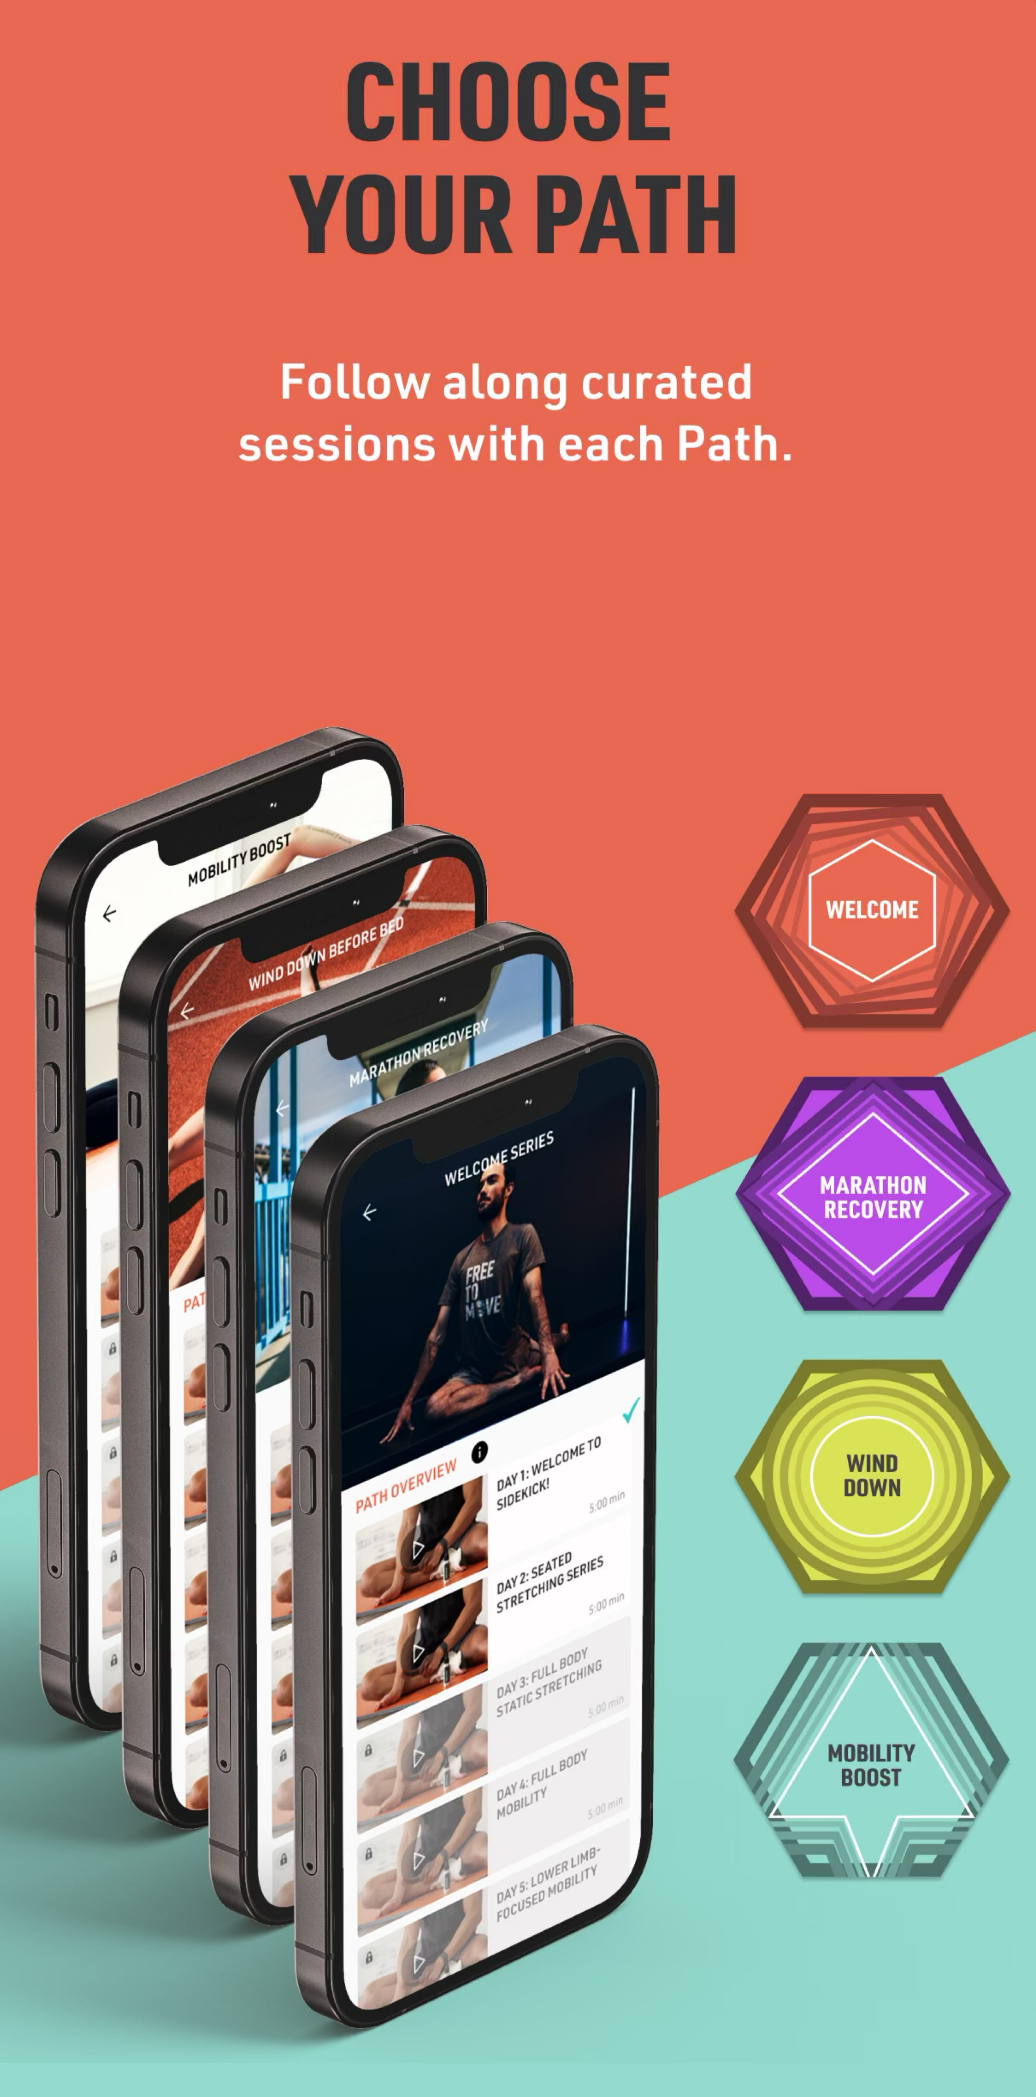 CHOOSE
YOUR PATH
Follow along curated
sessions with each Path.
MOBILITY BOOST
WIND DOWN BEFORE BED
MARATHON RECOVERY
WELCOME SERIES
FREE
TO
MOVE
PAT
PATH OVERVIEW
DAY 1: WELCOME TO
SIDEKICK!
5:00 min
DAY 2: SEATED
STRETCHING SERIES
5:00 min
DAY 3: FULL BODY
STATIC STRETCHING
5:00 min
DAY 4: FULL BODY
MOBILITY
5:00 min
DAY 5: LOWER LIMB-
FOCUSED MOBILITY
WELCOME
MARATHON
RECOVERY
WIND
DOWN
MOBILITY
BOOST